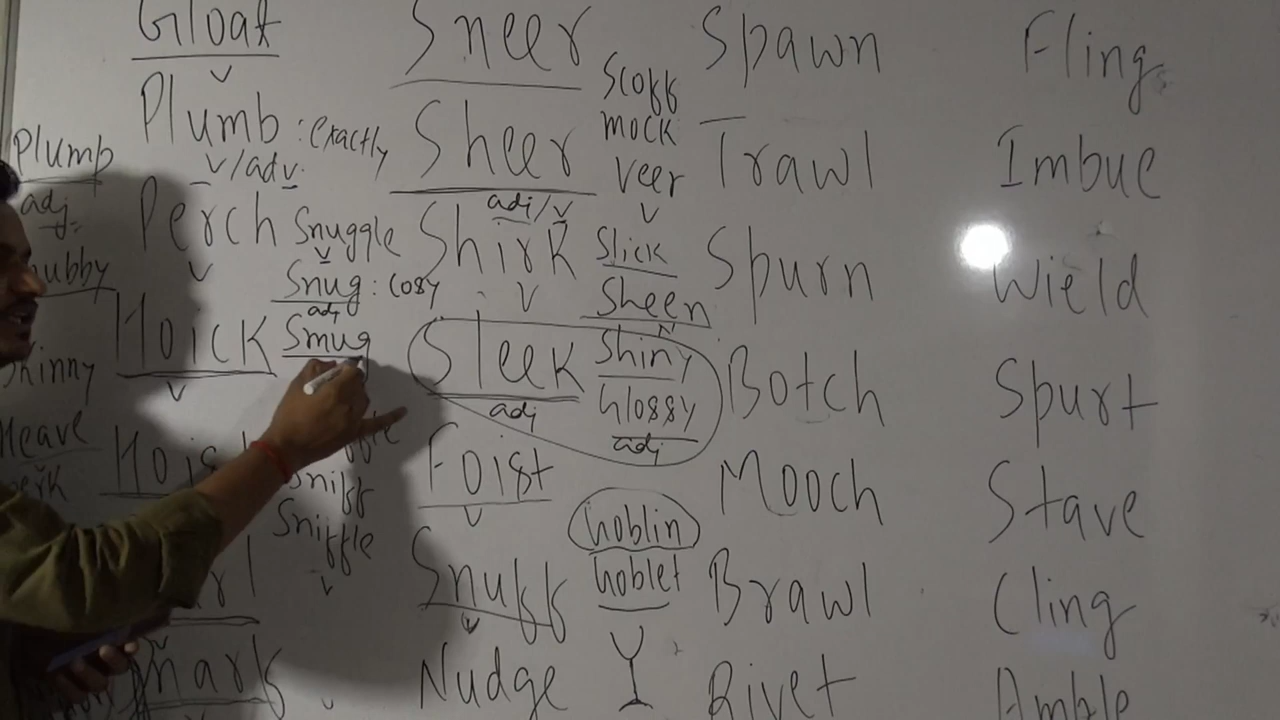 Gloat
v
Plumb : exactly
v/adv.
Plump
adj
Perch
v
Snuggle
v
Snug : cosy
adj
Smug
Hoick
v
Heave
Sniff
Sniffle
v
Sneer
Sheer
adj/v
Shirk
v
Sleek
adj
Foist
v
Snuff
v
Nudge
Scoff
mock
veer
v
Slick
Sheen
N
Shiny
Glossy
adj
Goblin
Goblet
Spawn
Trawl
Spurn
Botch
Mooch
Brawl
Rivet
Fling
Imbue
Wield
Spurt
Stave
Cling
Amble